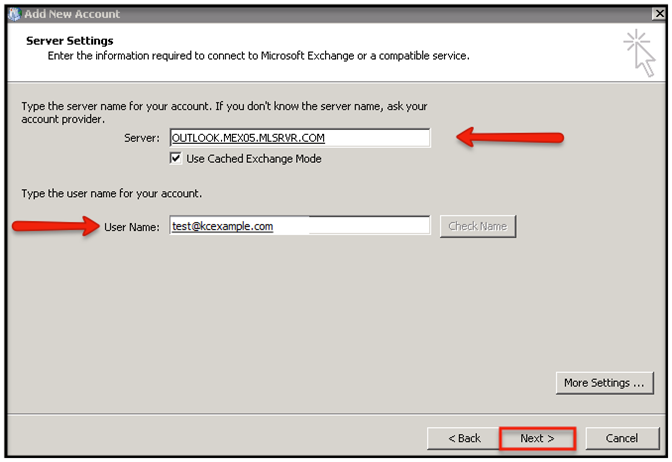 Add New Account
Server Settings
Enter the information required to connect to Microsoft Exchange or a compatible service.
Type the server name for your account. If you don't know the server name, ask your
account provider.
Server: OUTLOOK.MEX05.MLSRVR.COM
Use Cached Exchange Mode
Type the user name for your account.
User Name: test@kcexample.com Check Name
More Settings ...
< Back Next > Cancel